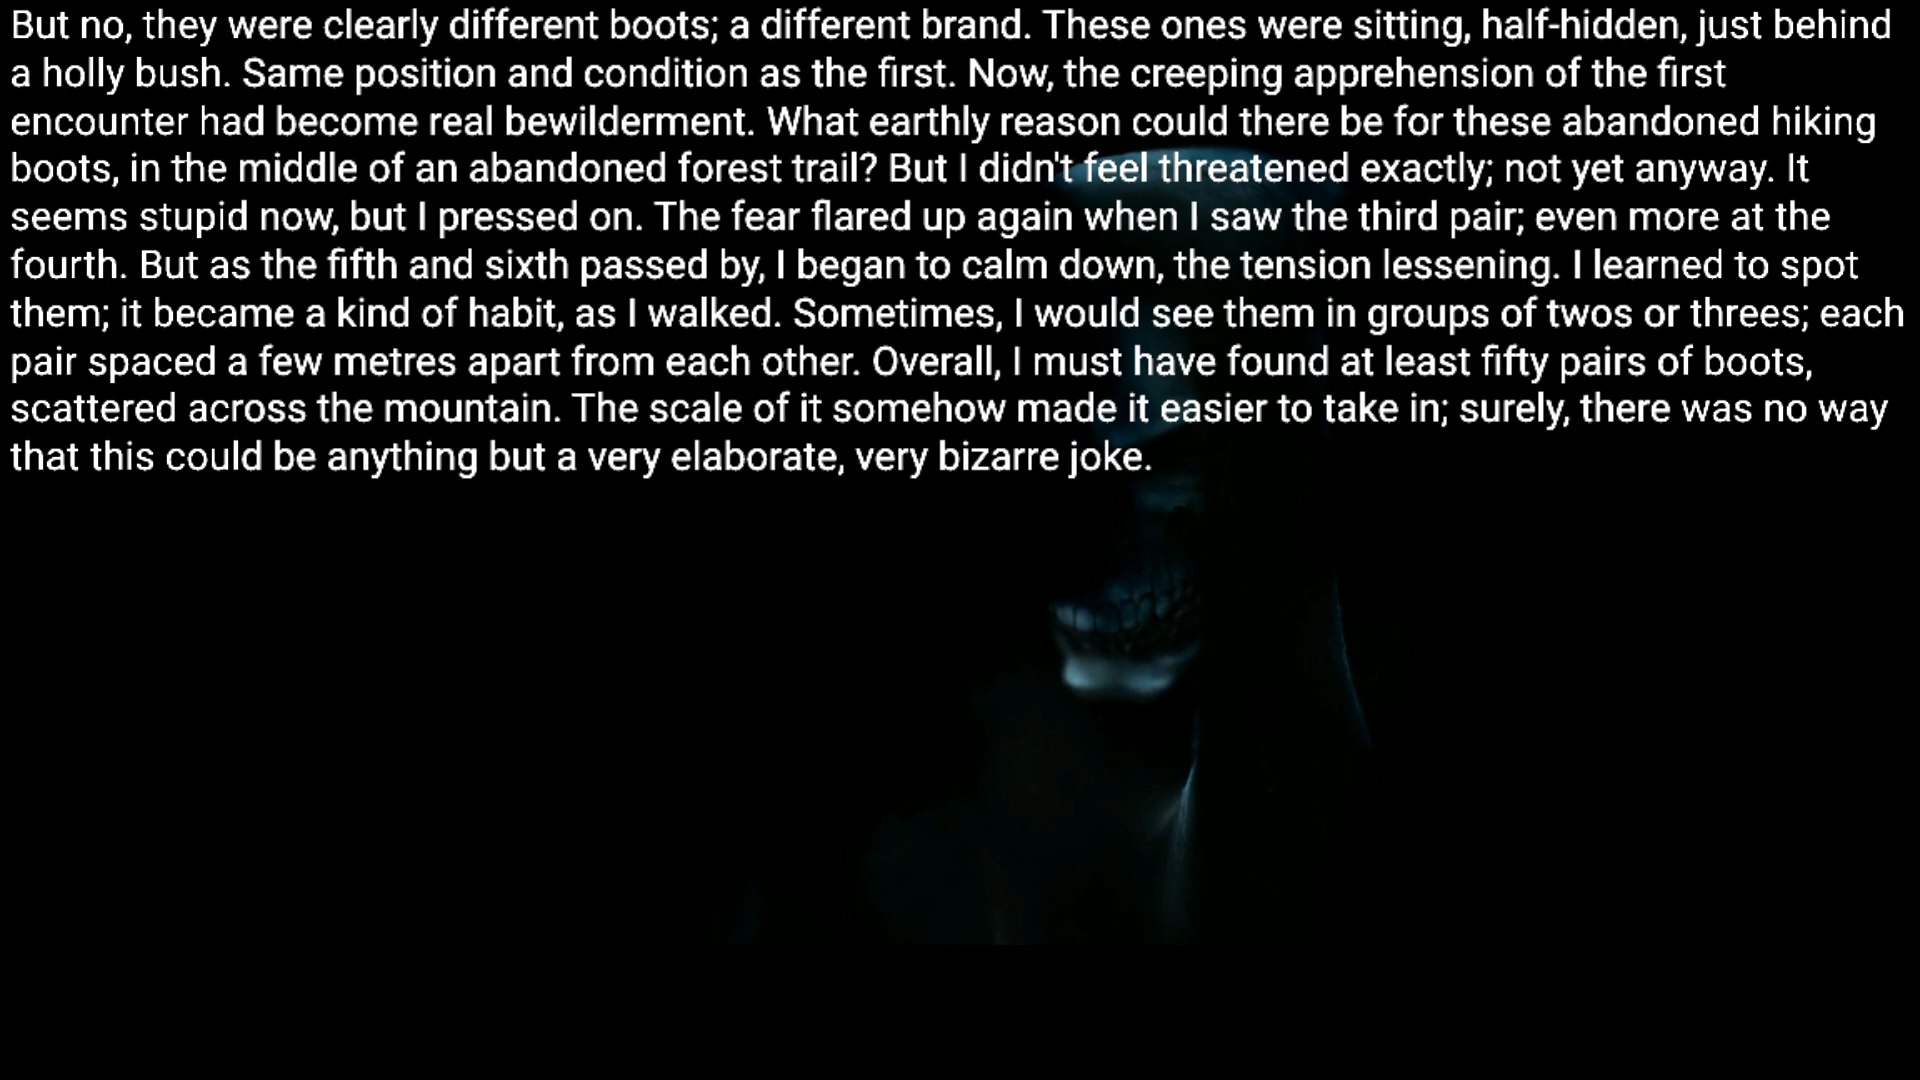 But no, they were clearly different boots; a different brand. These ones were sitting, half-hidden, just behind
a holly bush. Same position and condition as the first. Now, the creeping apprehension of the first
encounter had become real bewilderment. What earthly reason could there be for these abandoned hiking
boots, in the middle of an abandoned forest trail? But I didn't feel threatened exactly; not yet anyway. It
seems stupid now, but I pressed on. The fear flared up again when I saw the third pair; even more at the
fourth. But as the fifth and sixth passed by, I began to calm down, the tension lessening. I learned to spot
them; it became a kind of habit, as I walked. Sometimes, I would see them in groups of twos or threes; each
pair spaced a few metres apart from each other. Overall, I must have found at least fifty pairs of boots,
scattered across the mountain. The scale of it somehow made it easier to take in; surely, there was no way
that this could be anything but a very elaborate, very bizarre joke.